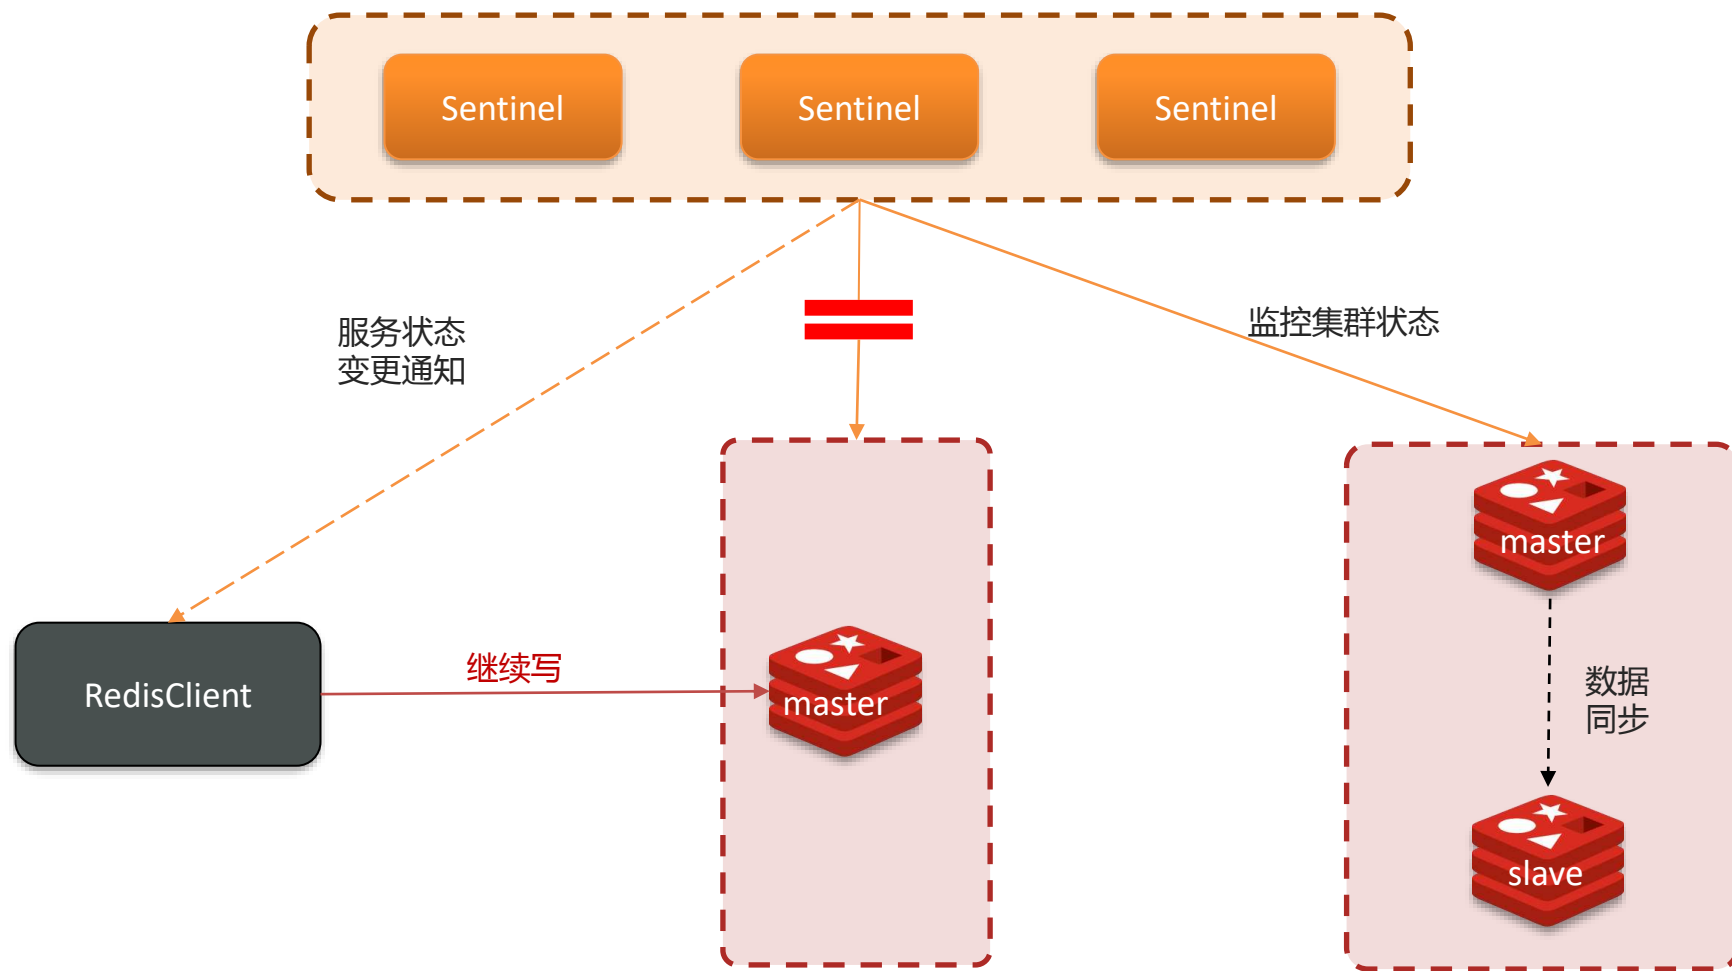 Sentinel
Sentinel
Sentinel
服务状态
变更通知
监控集群状态
master
继续写
RedisClient
master
数据
同步
slave